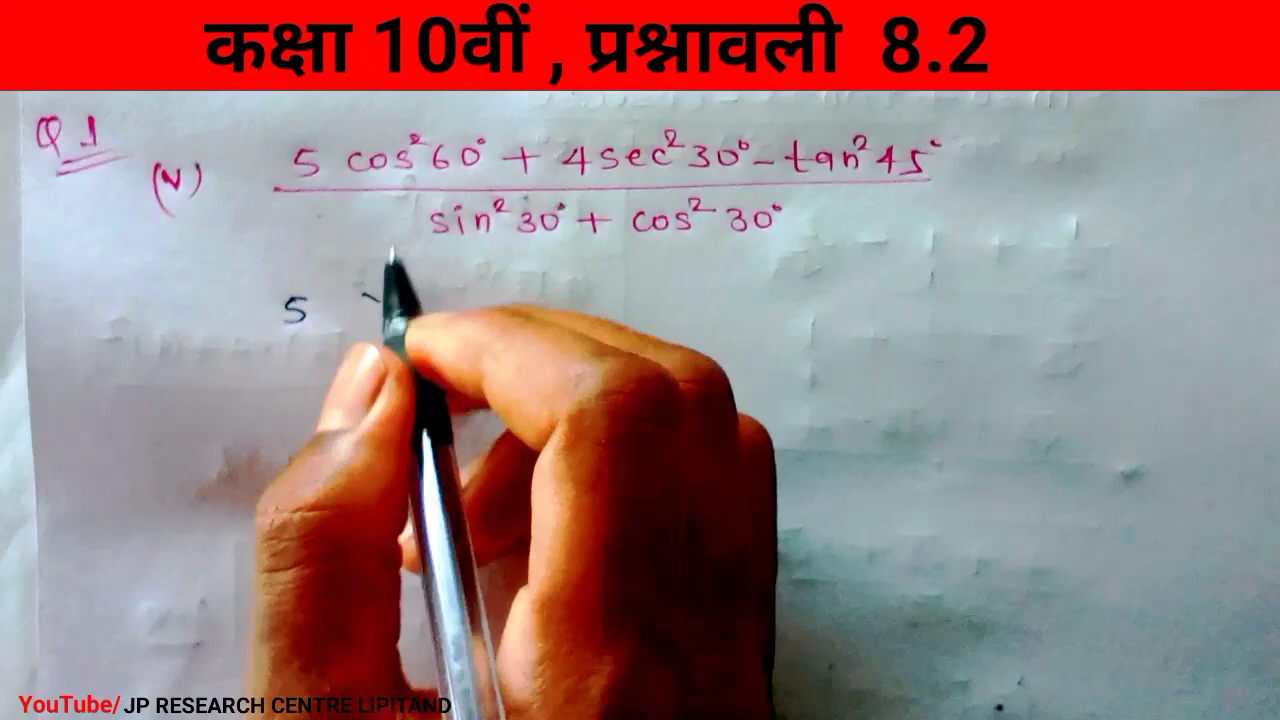 कक्षा 10वीं , प्रश्नावली 8.2
Q 1
(v) 5 cos²60° + 4sec²30° - tan²45°
sin²30° + cos²30°
5
YouTube/ JP RESEARCH CENTRE LIPITAND